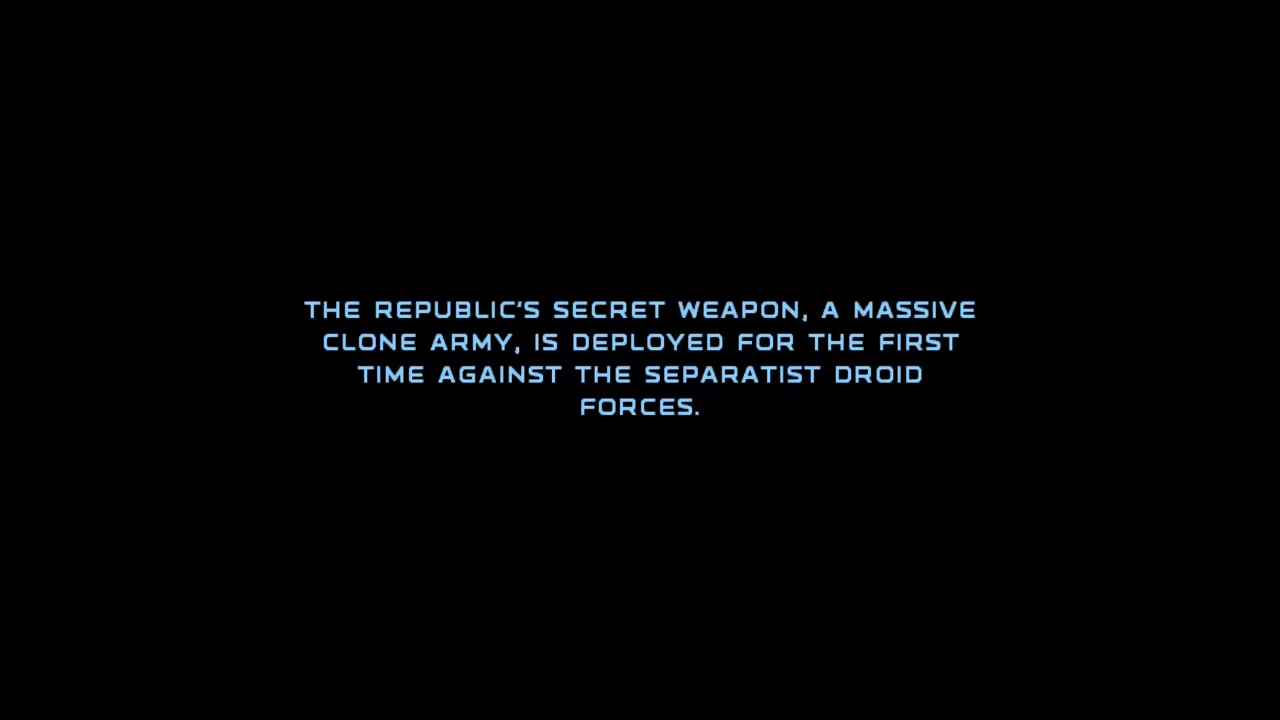 THE REPUBLIC'S SECRET WEAPON, A MASSIVE
CLONE ARMY, IS DEPLOYED FOR THE FIRST
TIME AGAINST THE SEPARATIST DROID
FORCES.